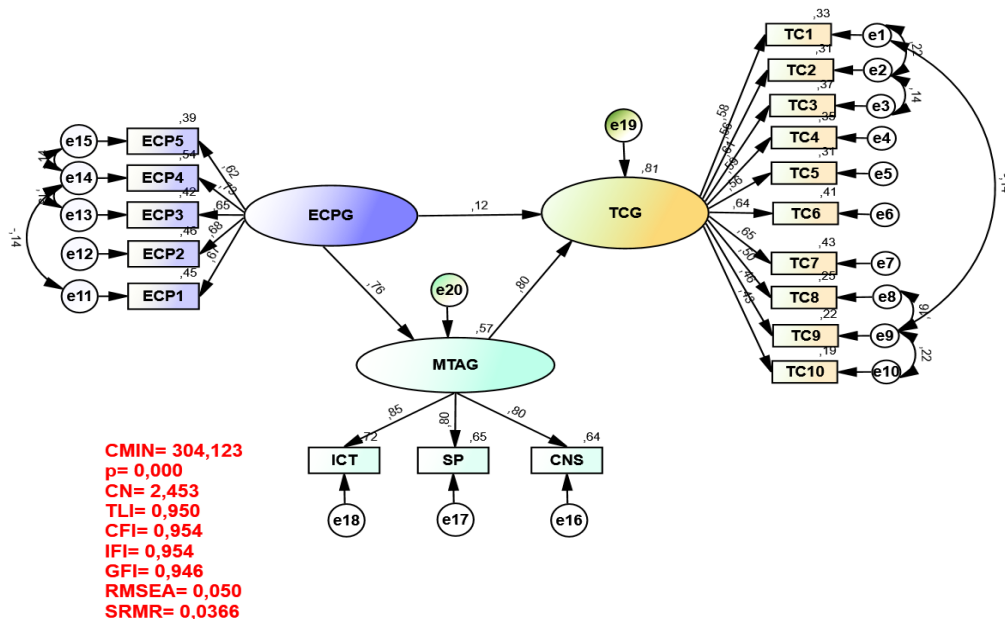 ,33
TC1
e1
,22
,31
TC2
e2
,14
,37
TC3
e3
,35
TC4
e4
,31
TC5
e5
,41
TC6
e6
,43
TC7
e7
,25
TC8
e8
,22
TC9
e9
,22
,19
TC10
e10
,58
,56
,61
,59
,56
,64
,65
,50
,46
,43
e19
,81
TCG
,39
e15
ECP5
,54
e14
ECP4
,42
e13
ECP3
,46
e12
ECP2
,45
e11
ECP1
-,14
,62
,73
,65
,68
,67
ECPG
,12
,76
e20
,80
,57
MTAG
,85
,80
,80
,72
ICT
,65
SP
,64
CNS
e18
e17
e16
CMIN= 304,123
p= 0,000
CN= 2,453
TLI= 0,950
CFI= 0,954
IFI= 0,954
GFI= 0,946
RMSEA= 0,050
SRMR= 0,0366